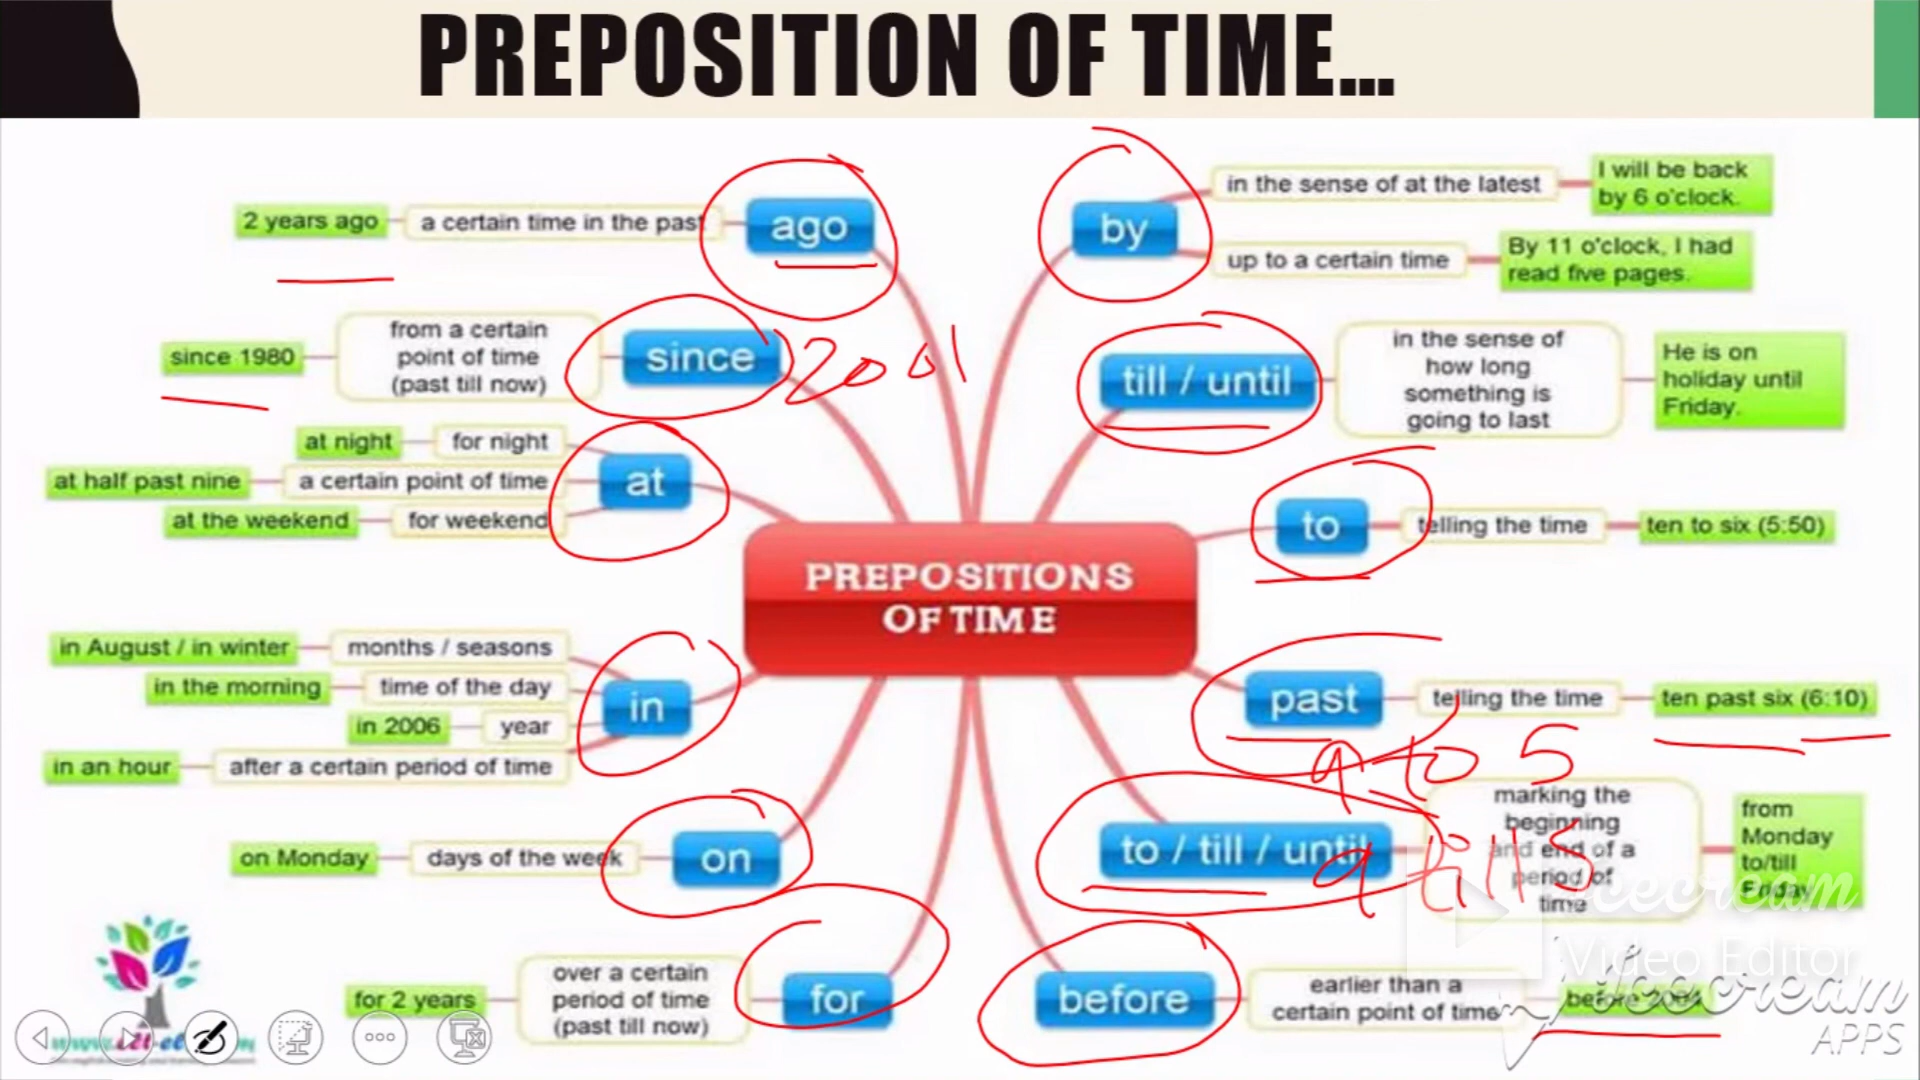 PREPOSITION OF TIME...
2 years ago
a certain time in the past
ago
since 1980
from a certain
point of time
(past till now)
since
2001
at night
for night
at half past nine
a certain point of time
at the weekend
for weekend
at
in August / in winter
months / seasons
in the morning
time of the day
in 2006
year
in an hour
after a certain period of time
in
on Monday
days of the week
on
for 2 years
over a certain
period of time
(past till now)
for
PREPOSITIONS
OF TIME
by
in the sense of at the latest
I will be back
by 6 o'clock.
up to a certain time
By 11 o'clock, I had
read five pages.
till / until
in the sense of
how long
something is
going to last
He is on
holiday until
Friday.
to
telling the time
ten to six (5:50)
past
telling the time
ten past six (6:10)
9 to 5
to / till / until
9 till 5
marking the
beginning
and end of a
period of
time
from
Monday
to/till
Friday
before
earlier than a
certain point of time
before 2004
Icecream
Video Editor
Icecream
APPS